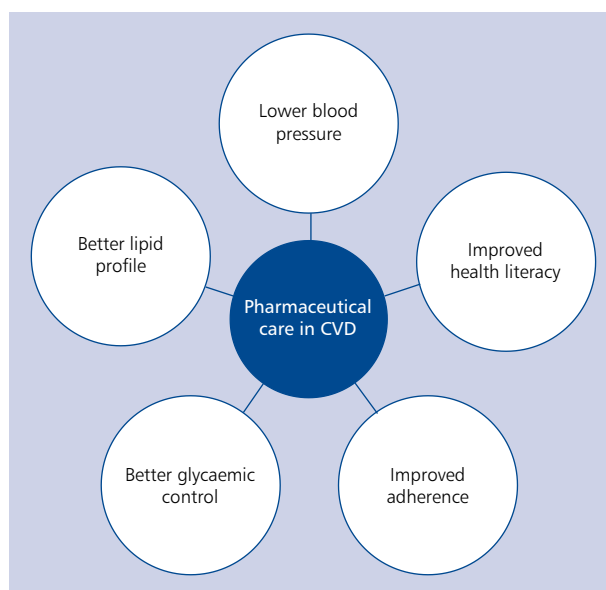 Lower blood
pressure
Better lipid
profile
Improved
health literacy
Pharmaceutical
care in CVD
Better glycaemic
control
Improved
adherence